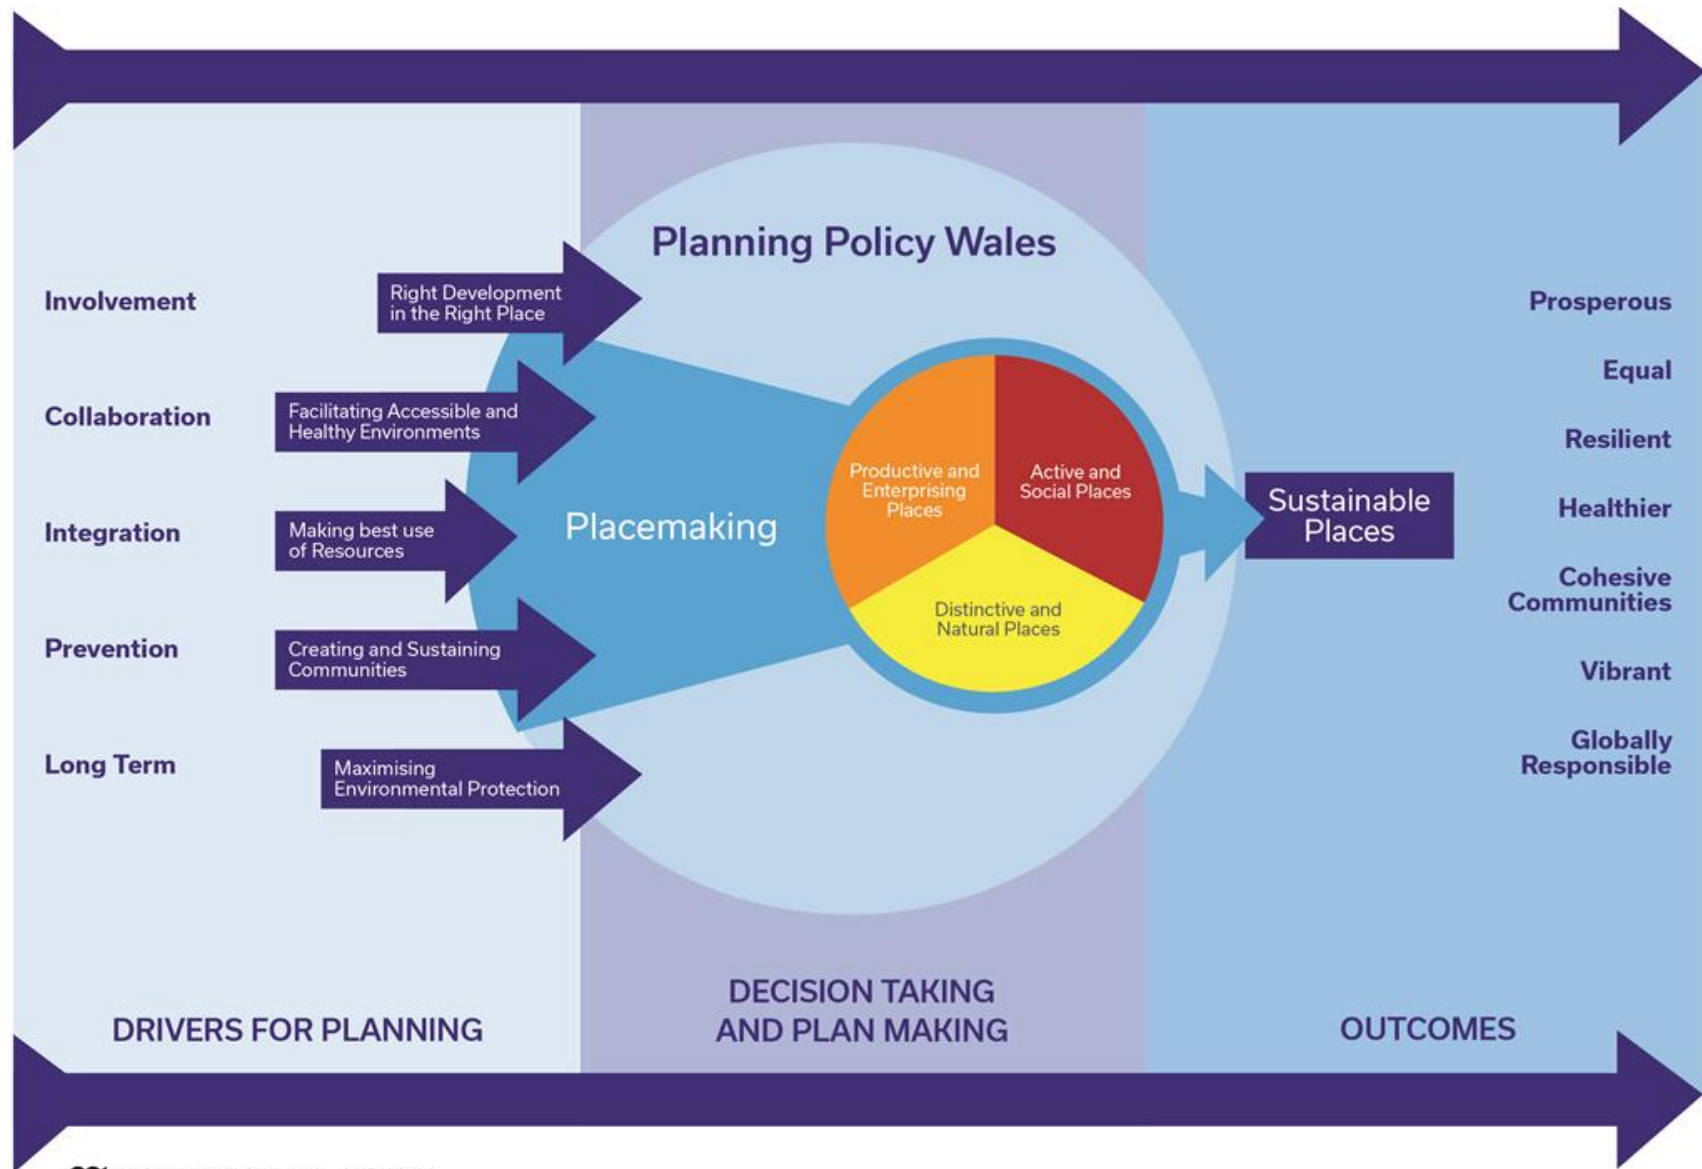 Planning Policy Wales
Involvement
Collaboration
Integration
Prevention
Long Term
Right Development
in the Right Place
Facilitating Accessible and
Healthy Environments
Making best use
of Resources
Creating and Sustaining
Communities
Maximising
Environmental Protection
Placemaking
Productive and
Enterprising
Places
Active and
Social Places
Distinctive and
Natural Places
Sustainable
Places
Prosperous
Equal
Resilient
Healthier
Cohesive
Communities
Vibrant
Globally
Responsible
DRIVERS FOR PLANNING
DECISION TAKING
AND PLAN MAKING
OUTCOMES